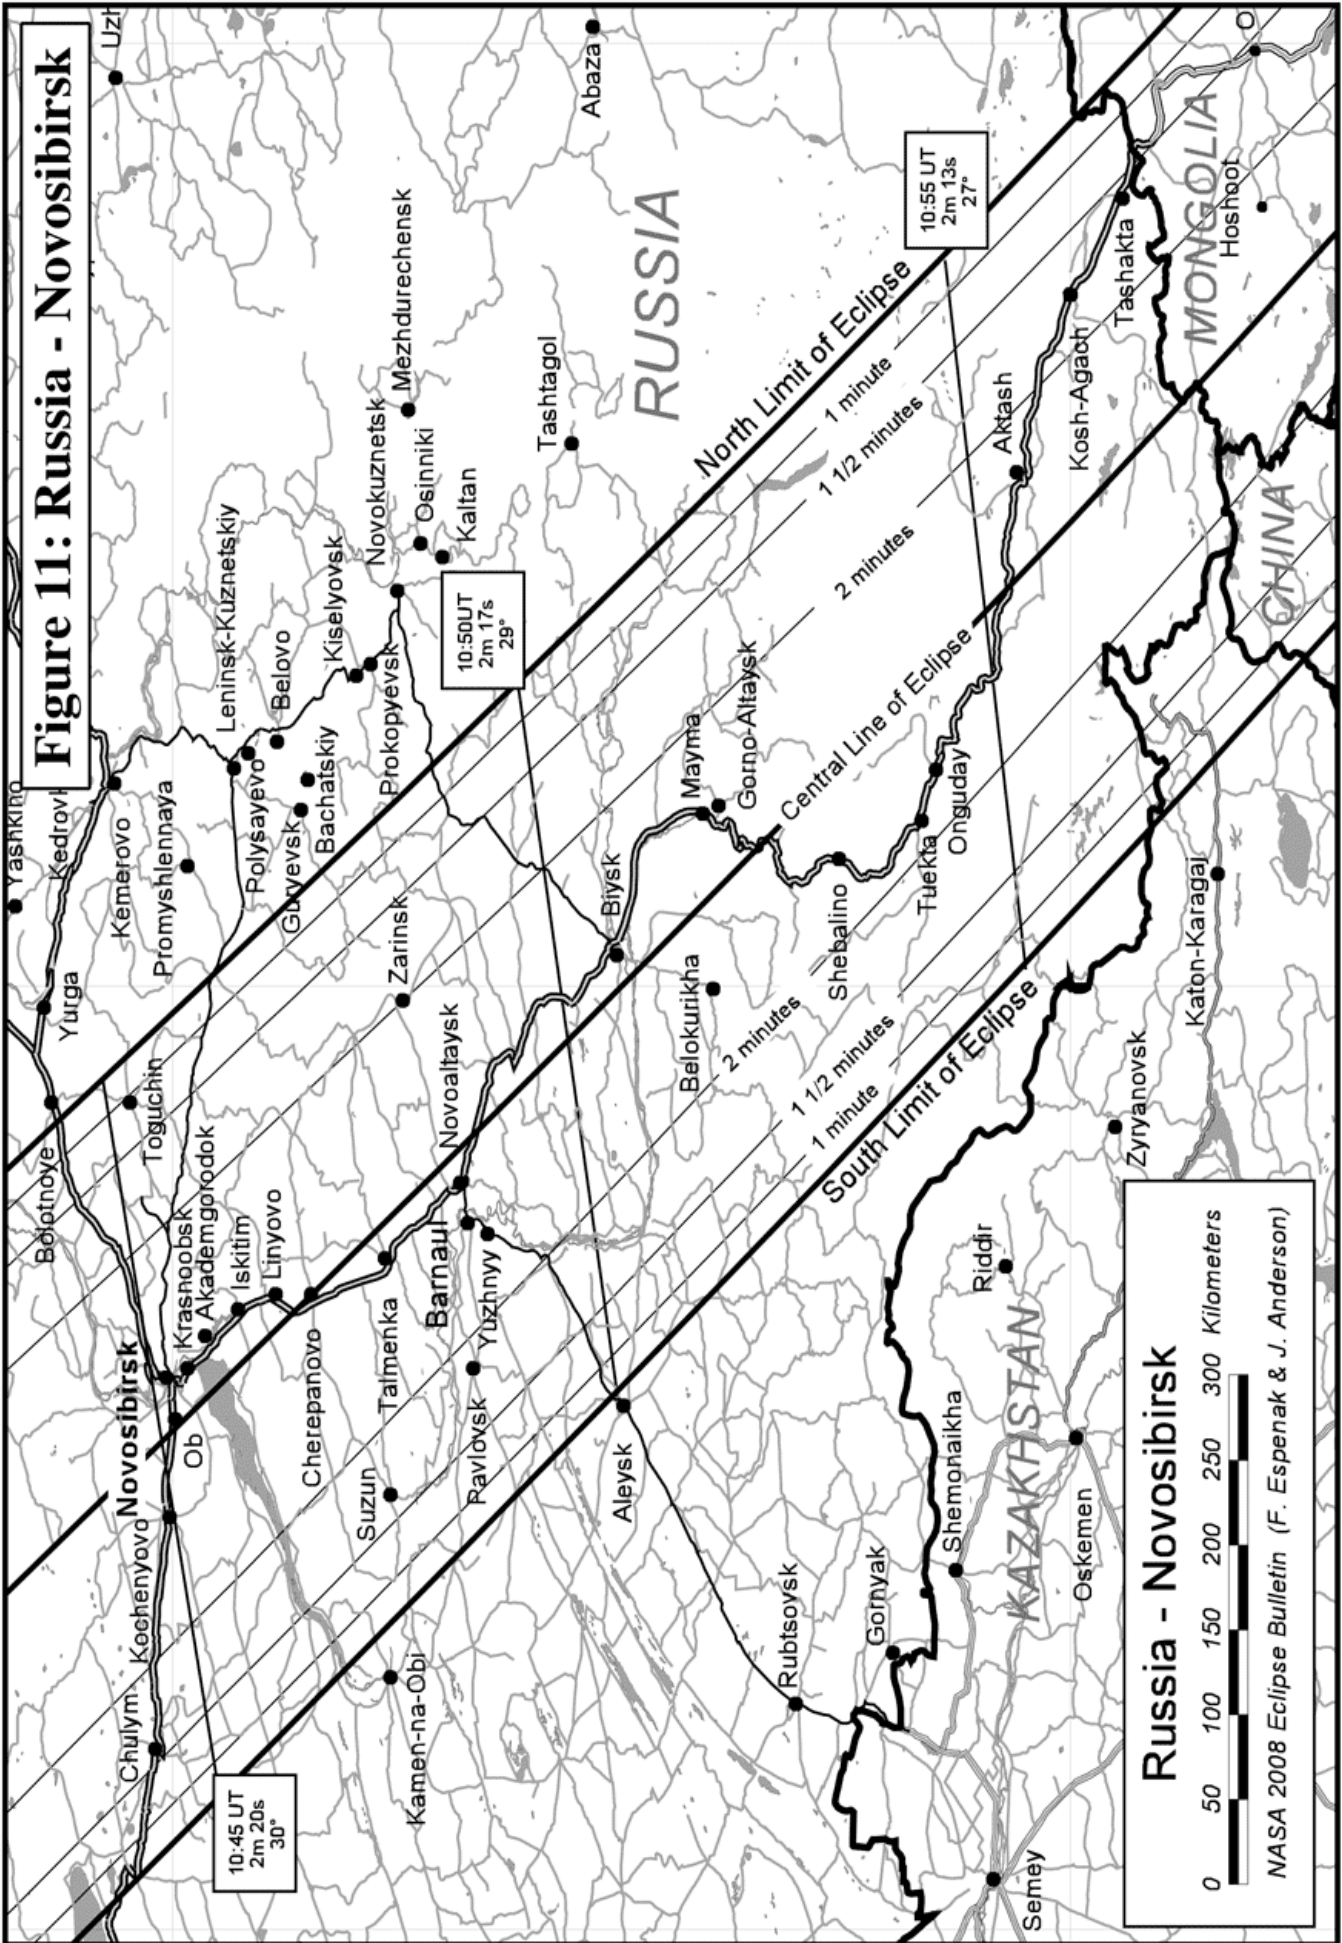 Figure 11: Russia - Novosibirsk
Yashkino
Kedrovk
Yurga
Kemerovo
Promyshlennaya
Bolotnoye
Toguchin
Leninsk-Kuznetskiy
Polysayevo
Belovo
Guryevsk
Bachatskiy
Kiselyovsk
Prokopyevsk
Novokuznetsk
Osinniki
Kaltan
Mezhdurechensk
Tashtagol
Abaza
Uzh
RUSSIA
Novosibirsk
Ob
Krasnoobsk
Akademgorodok
Iskitim
Linyovo
Cherepanovo
Kochenyovo
Chulym
Suzun
Talmenka
Zarinsk
Novoaltaysk
Barnaul
Yuzhnyy
Pavlovsk
Kamen-na-Obi
Aleysk
Biysk
Belokurikha
Mayma
Gorno-Altaysk
Shebalino
Tuekta
Onguday
Aktash
Kosh-Agach
Tashakta
Rubtsovsk
Gornyak
Shemonaikha
Riddir
Oskemen
Zyryanovsk
Katon-Karagaj
Semey
KAZAKHSTAN
CHINA
MONGOLIA
Hoshoot
O
North Limit of Eclipse
1 minute
1 1/2 minutes
2 minutes
Central Line of Eclipse
2 minutes
1 1/2 minutes
1 minute
South Limit of Eclipse
10:45 UT
2m 20s
30°
10:50UT
2m 17s
29°
10:55 UT
2m 13s
27°
Russia - Novosibirsk
0 50 100 150 200 250 300 Kilometers
NASA 2008 Eclipse Bulletin (F. Espenak & J. Anderson)